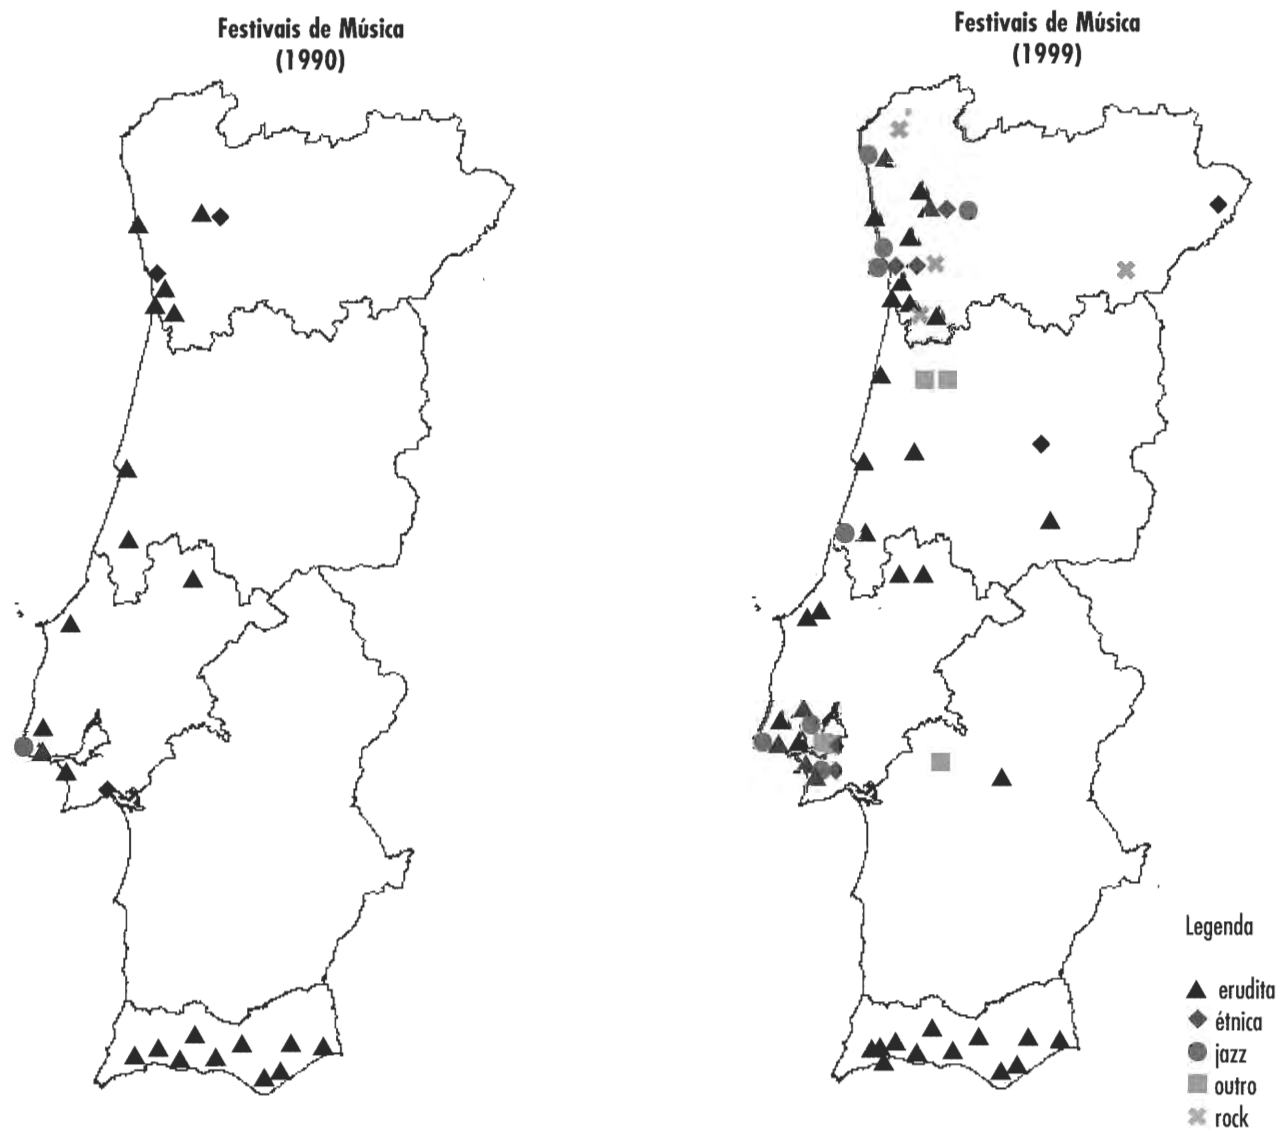 Festivais de Música
(1990)
Festivais de Música
(1999)
Legenda
erudita
étnica
jazz
outro
rock